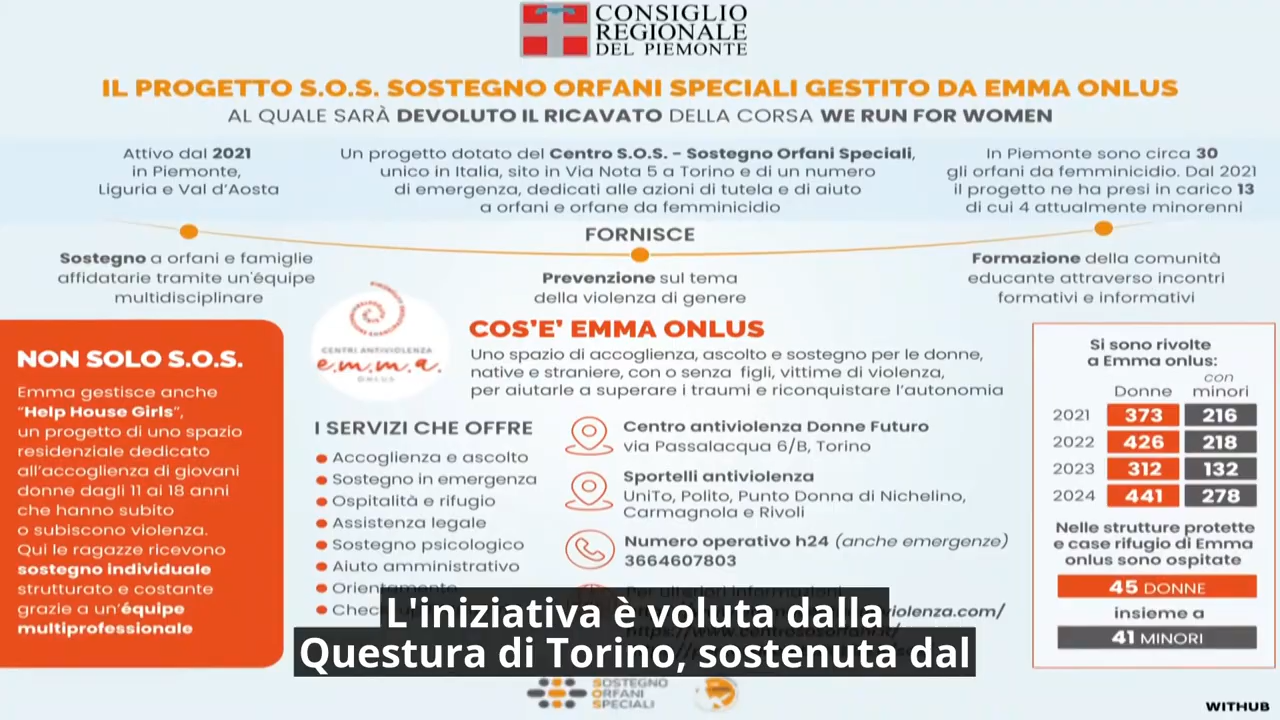 CONSIGLIO
REGIONALE
DEL PIEMONTE
IL PROGETTO S.O.S. SOSTEGNO ORFANI SPECIALI GESTITO DA EMMA ONLUS
AL QUALE SARÀ DEVOLUTO IL RICAVATO DELLA CORSA WE RUN FOR WOMEN
Attivo dal 2021
in Piemonte,
Liguria e Val d'Aosta
Un progetto dotato del Centro S.O.S. - Sostegno Orfani Speciali,
unico in Italia, sito in Via Nota 5 a Torino e di un numero
di emergenza, dedicati alle azioni di tutela e di aiuto
a orfani e orfane da femminicidio
In Piemonte sono circa 30
gli orfani da femminicidio. Dal 2021
il progetto ne ha presi in carico 13
di cui 4 attualmente minorenni
FORNISCE
Sostegno a orfani e famiglie
affidatarie tramite un'équipe
multidisciplinare
Prevenzione sul tema
della violenza di genere
Formazione della comunità
educante attraverso incontri
formativi e informativi
NON SOLO S.O.S.
Emma gestisce anche
"Help House Girls",
un progetto di uno spazio
residenziale dedicato
all'accoglienza di giovani
donne dagli 11 ai 18 anni
che hanno subito
o subiscono violenza.
Qui le ragazze ricevono
sostegno individuale
strutturato e costante
grazie a un'équipe
multiprofessionale
CENTRI ANTIVIOLENZA
e.m.m.a.
ONLUS
COS'E' EMMA ONLUS
Uno spazio di accoglienza, ascolto e sostegno per le donne,
native e straniere, con o senza figli, vittime di violenza,
per aiutarle a superare i traumi e riconquistare l'autonomia
I SERVIZI CHE OFFRE
Accoglienza e ascolto
Sostegno in emergenza
Ospitalità e rifugio
Assistenza legale
Sostegno psicologico
Aiuto amministrativo
Orientamento
Centro antiviolenza Donne Futuro
via Passalacqua 6/B, Torino
Sportelli antiviolenza
UniTo, Polito, Punto Donna di Nichelino,
Carmagnola e Rivoli
Numero operativo h24 (anche emergenze)
3664607803
Per ulteriori informazioni
violenza.com/
Si sono rivolte
a Emma onlus:
Donne con minori
2021 373 216
2022 426 218
2023 312 132
2024 441 278
Nelle strutture protette
e case rifugio di Emma
onlus sono ospitate
45 DONNE
insieme a
41 MINORI
L'iniziativa è voluta dalla
Questura di Torino, sostenuta dal
SOSTEGNO
ORFANI
SPECIALI
WITHUB